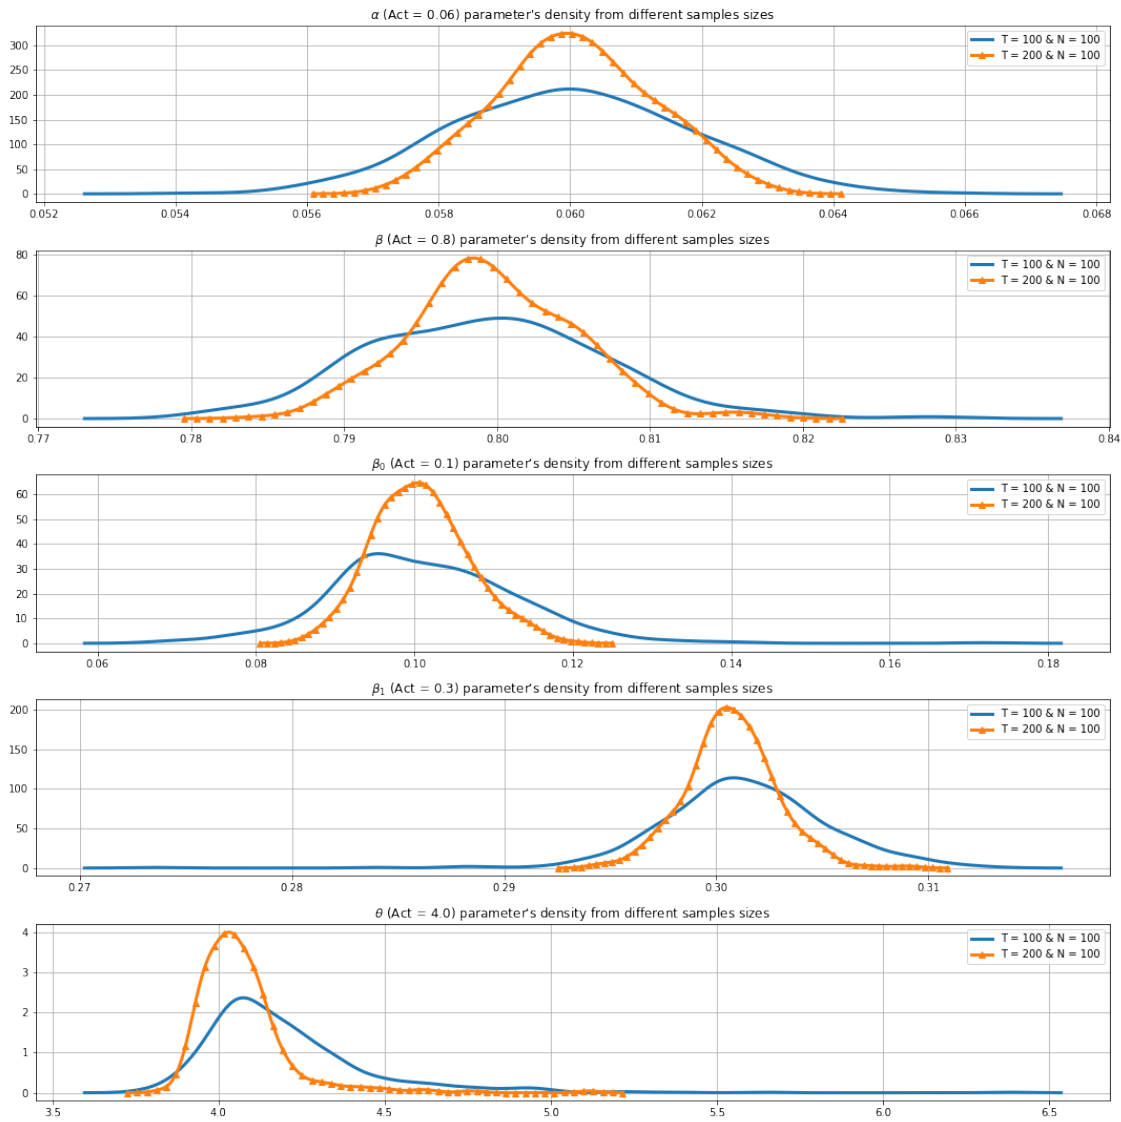 α (Act = 0.06) parameter's density from different samples sizes
300
250
200
150
100
50
0
T = 100 & N = 100
T = 200 & N = 100
0.052 0.054 0.056 0.058 0.060 0.062 0.064 0.066 0.068
β (Act = 0.8) parameter's density from different samples sizes
80
60
40
20
0
T = 100 & N = 100
T = 200 & N = 100
0.77 0.78 0.79 0.80 0.81 0.82 0.83 0.84
β₀ (Act = 0.1) parameter's density from different samples sizes
60
50
40
30
20
10
0
T = 100 & N = 100
T = 200 & N = 100
0.06 0.08 0.10 0.12 0.14 0.16 0.18
β₁ (Act = 0.3) parameter's density from different samples sizes
200
150
100
50
0
T = 100 & N = 100
T = 200 & N = 100
0.27 0.28 0.29 0.30 0.31
θ (Act = 4.0) parameter's density from different samples sizes
4
3
2
1
0
T = 100 & N = 100
T = 200 & N = 100
3.5 4.0 4.5 5.0 5.5 6.0 6.5